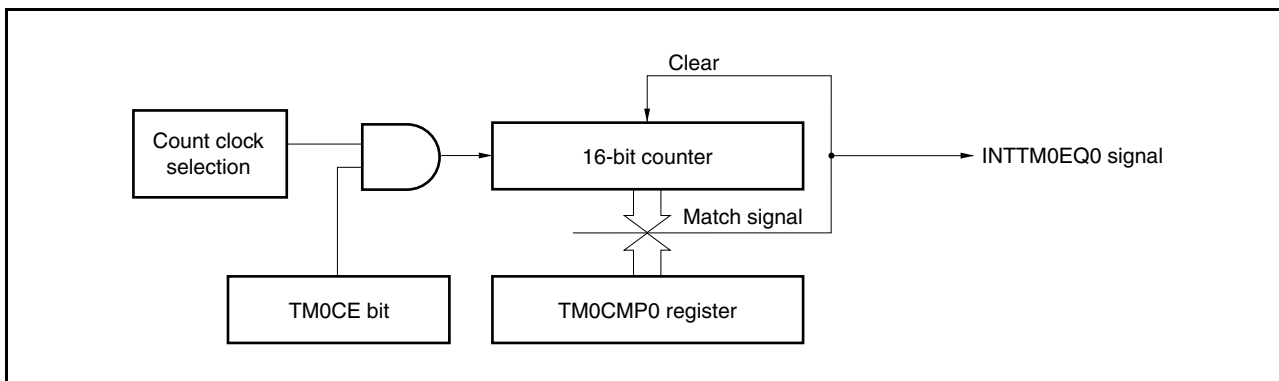 Clear
Count clock
selection
16-bit counter
INTTM0EQ0 signal
Match signal
TM0CE bit
TM0CMP0 register